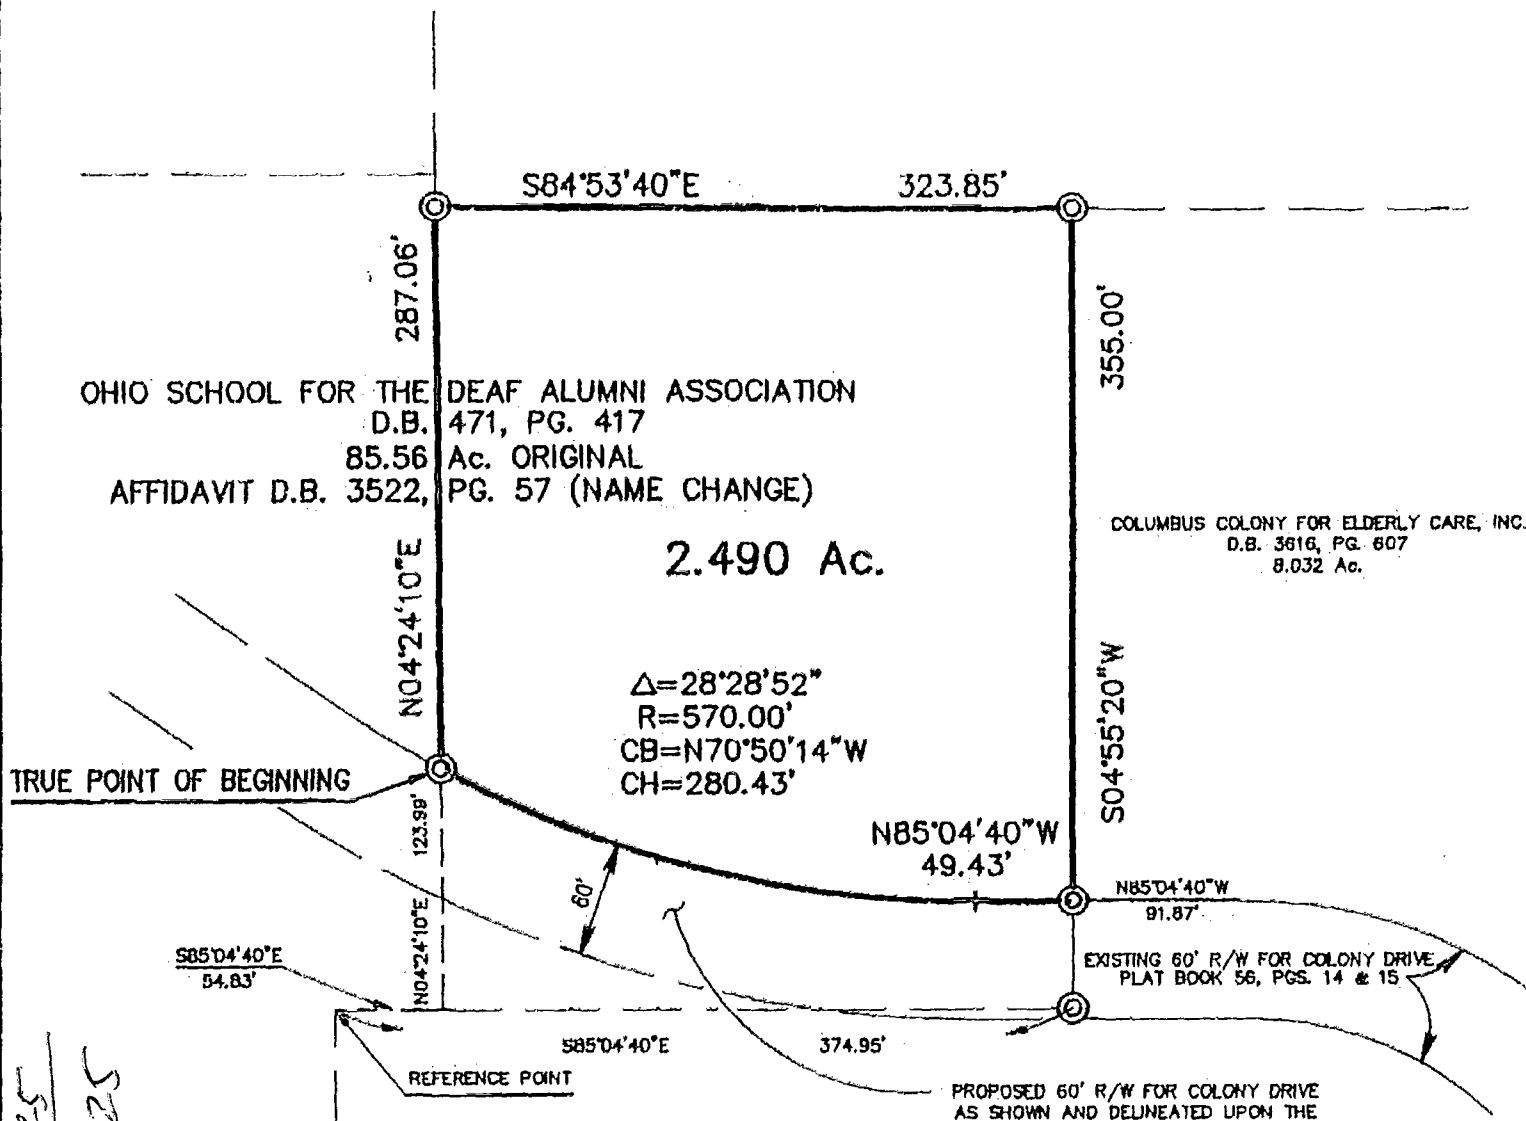 S84°53'40"E 323.85'
287.06'
355.00'
OHIO SCHOOL FOR THE DEAF ALUMNI ASSOCIATION
D.B. 471, PG. 417
85.56 Ac. ORIGINAL
AFFIDAVIT D.B. 3522, PG. 57 (NAME CHANGE)
COLUMBUS COLONY FOR ELDERLY CARE, INC.
D.B. 3616, PG. 607
8.032 Ac.
2.490 Ac.
N04°24'10"E
S04°55'20"W
Δ=28°28'52"
R=570.00'
CB=N70°50'14"W
CH=280.43'
TRUE POINT OF BEGINNING
123.99'
N85°04'40"W
49.43'
60'
N85°04'40"W
91.87'
N04°24'10"E
S85°04'40"E
54.83'
EXISTING 60' R/W FOR COLONY DRIVE
PLAT BOOK 56, PGS. 14 & 15
S85°04'40"E 374.95'
REFERENCE POINT
PROPOSED 60' R/W FOR COLONY DRIVE
AS SHOWN AND DELINEATED UPON THE